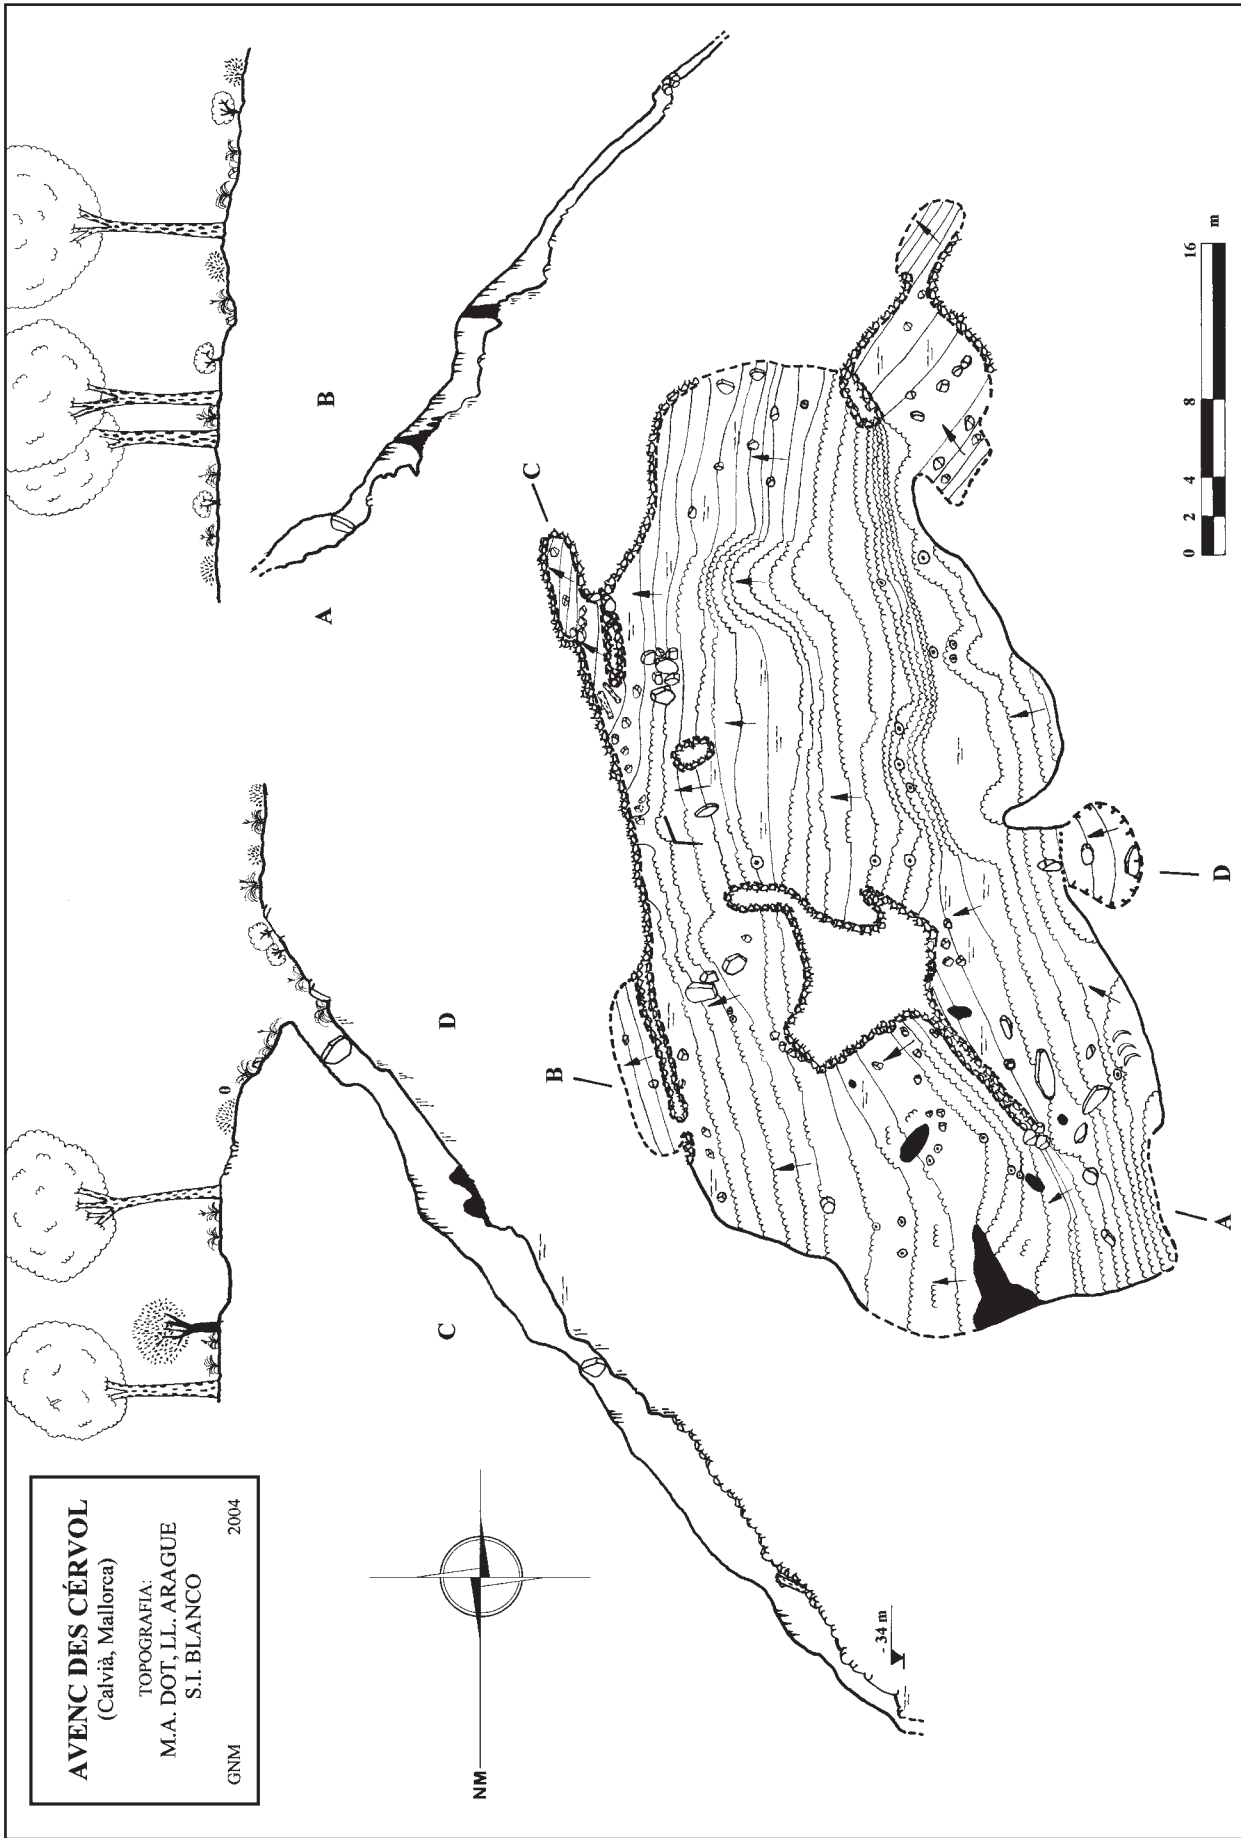 AVENC DES CÉRVOL
(Calvià, Mallorca)
TOPOGRAFIA:
M.A. DOT, LL. ARAGUE
S.I. BLANCO
GNM 2004
NM
- 34 m
C
D
A
B
B
C
A
D
0 2 4 8 16
m